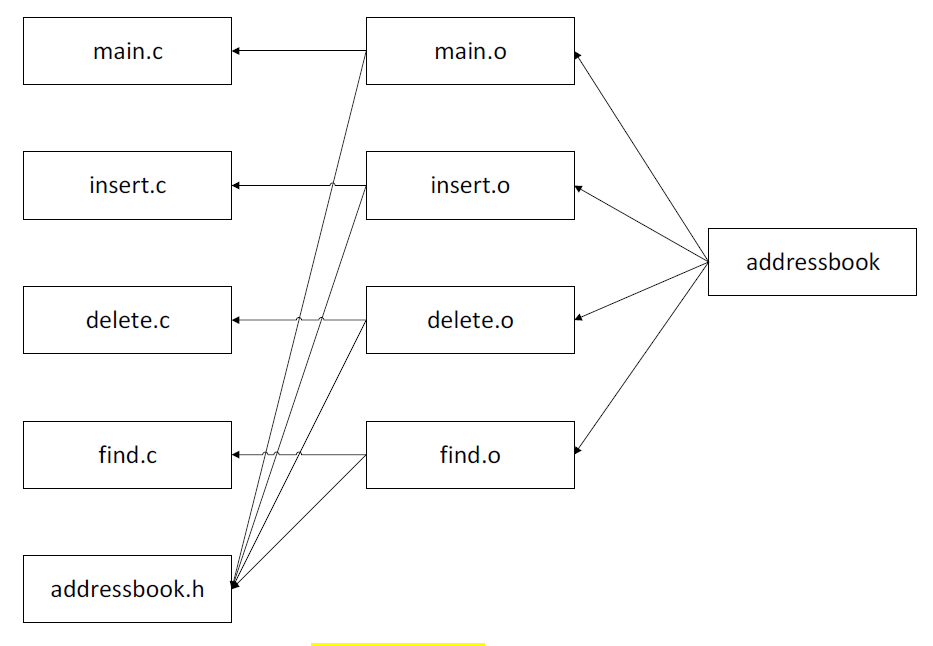 main.c
main.o
insert.c
insert.o
addressbook
delete.c
delete.o
find.c
find.o
addressbook.h